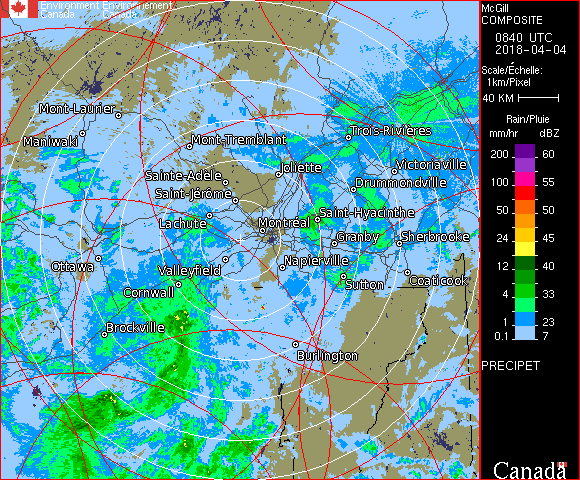 Environment Environnement
Canada Canada
McGill
COMPOSITE
0840 UTC
2018-04-04
Scale/Échelle:
1km/Pixel
40 KM
Rain/Pluie
mm/hr dBZ
200 60
100 55
50 50
24 45
12 40
4 33
1 23
0.1 7
PRECIPET
Canada
Mont-Laurier
Maniwaki
Mont-Tremblant
Trois-Rivières
Sainte-Adèle
Joliette
Victoriaville
Saint-Jérôme
Drummondville
Lachute
Montréal
Saint-Hyacinthe
Granby
Sherbrooke
Ottawa
Valleyfield
Napierville
Cornwall
Sutton
Coaticook
Brockville
Burlington